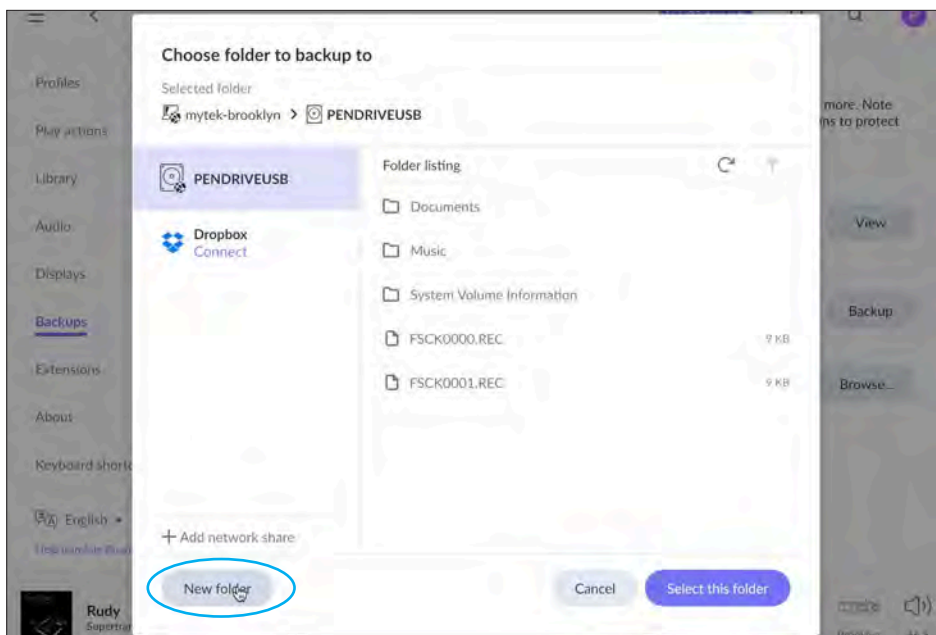 Choose folder to backup to
Selected folder
mytek-brooklyn > PENDRIVEUSB
PENDRIVEUSB
Dropbox
Connect
+ Add network share
Folder listing
Documents
Music
System Volume Information
FSCK0000.REC 9 KB
FSCK0001.REC 9 KB
New folder
Cancel
Select this folder
Profiles
Play actions
Library
Audio
Displays
Backups
Extensions
About
Keyboard shortc
English
more. Note
ns to protect
View
Backup
Browse...
Rudy
Supertram